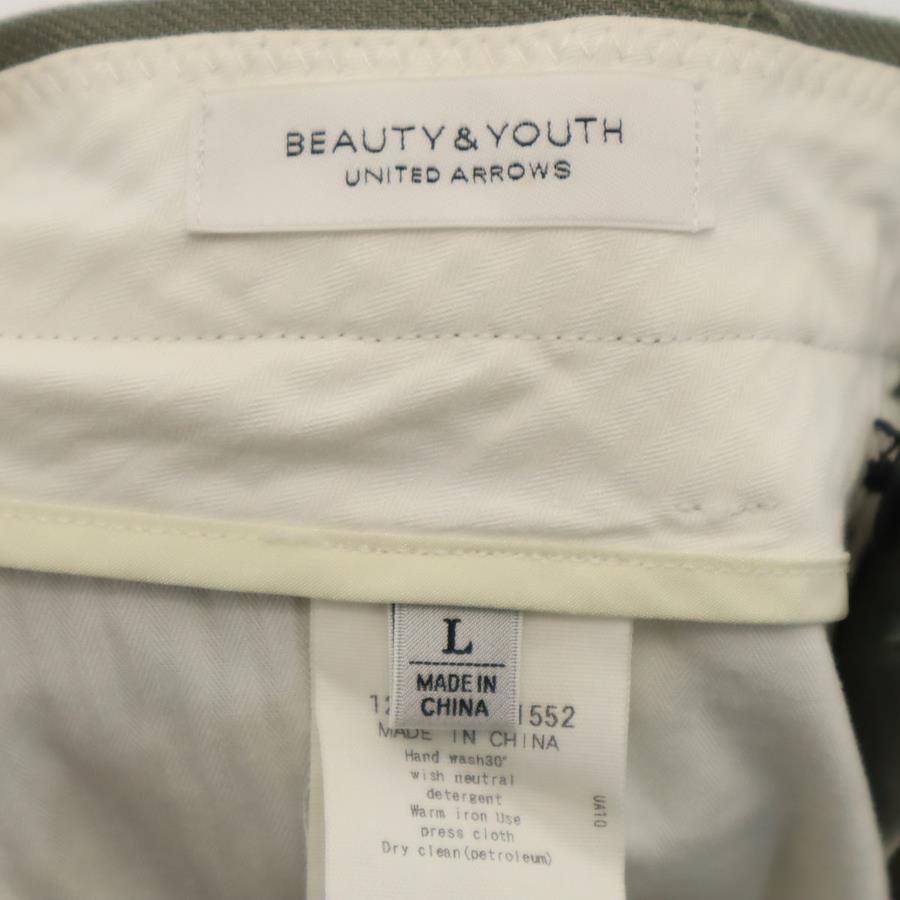 BEAUTY&YOUTH
UNITED ARROWS
L
MADE IN
CHINA
1552
MADE IN CHINA
Hand wash30°
wish neutral
detergent
Warm iron Use
press cloth
Dry clean(petroleum)
UA10